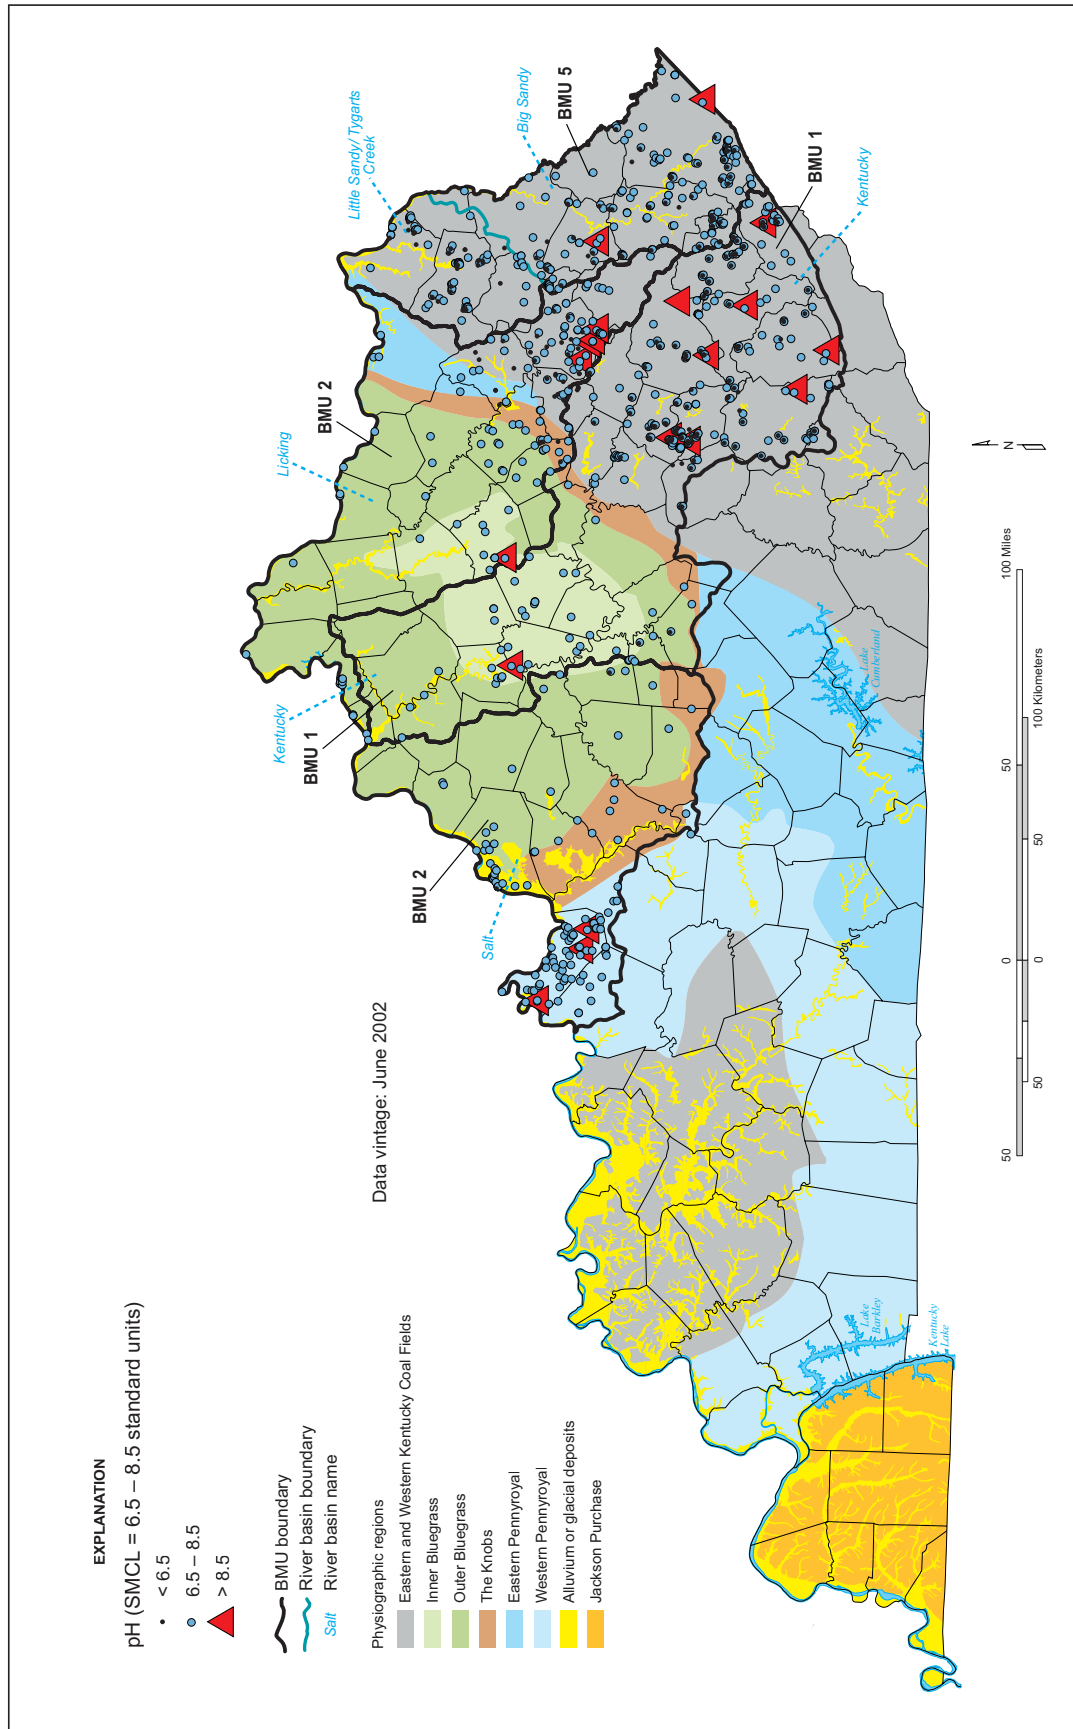 EXPLANATION
pH (SMCL = 6.5 – 8.5 standard units)
< 6.5
6.5 – 8.5
> 8.5
BMU boundary
River basin boundary
Salt River basin name
Physiographic regions
Eastern and Western Kentucky Coal Fields
Inner Bluegrass
Outer Bluegrass
The Knobs
Eastern Pennyroyal
Western Pennyroyal
Alluvium or glacial deposits
Jackson Purchase
Data vintage: June 2002
Little Sandy/Tygarts
Creek
Big Sandy
BMU 5
BMU 2
Licking
Kentucky
BMU 1
BMU 2
Salt
BMU 1
Kentucky
Lake
Cumberland
Lake
Barkley
Kentucky
Lake
N
50 0 50 100 Miles
50 0 50 100 Kilometers